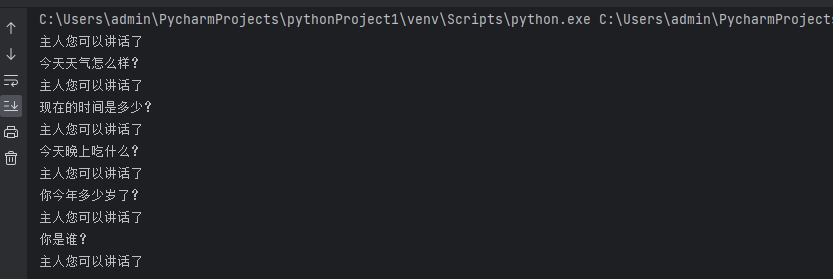 C:\Users\admin\PycharmProjects\pythonProject1\venv\Scripts\python.exe C:\Users\admin\PycharmProjects
主人您可以讲话了
今天天气怎么样？
主人您可以讲话了
现在的时间是多少？
主人您可以讲话了
今天晚上吃什么？
主人您可以讲话了
你今年多少岁了？
主人您可以讲话了
你是谁？
主人您可以讲话了